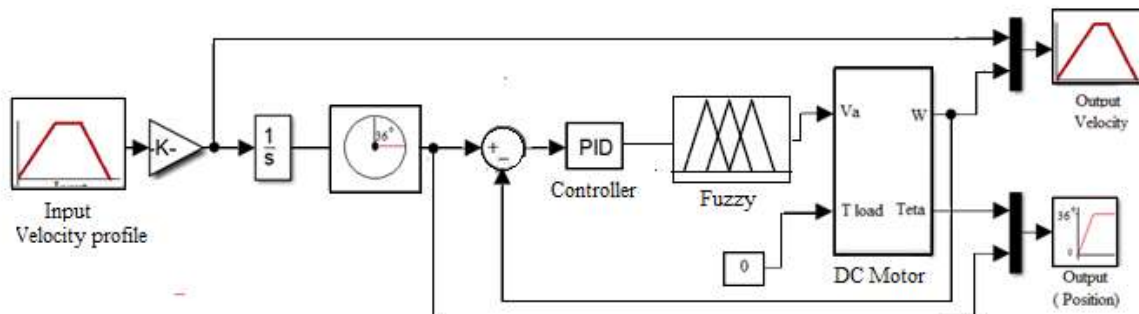 Input
Velocity profile
-K-
1
s
36°
+
-
PID
Controller
Fuzzy
Va
W
T load
Teta
DC Motor
0
Output
Velocity
36°
0
Output
( Position)